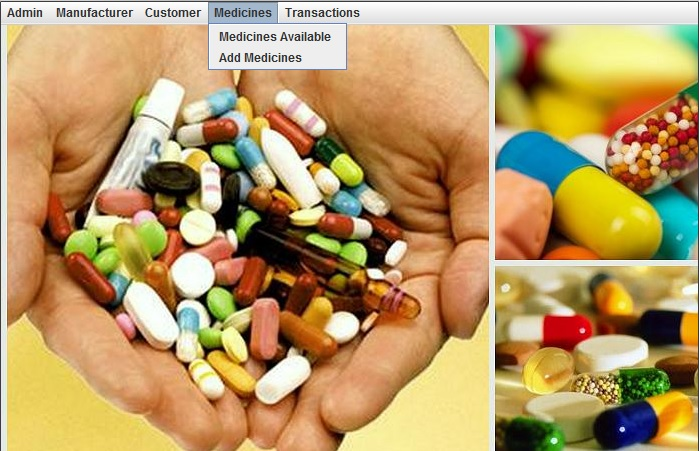 Admin Manufacturer Customer Medicines Transactions
Medicines Available
Add Medicines